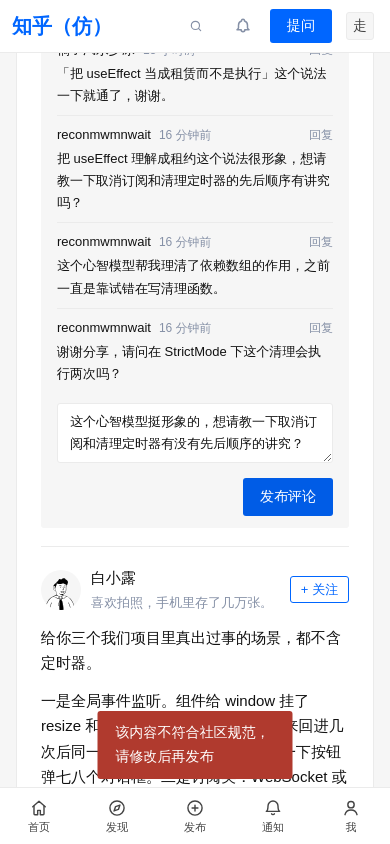 知乎（仿）
提问
走
「把 useEffect 当成租赁而不是执行」这个说法
一下就通了，谢谢。
reconmwmnwait 16 分钟前 回复
把 useEffect 理解成租约这个说法很形象，想请
教一下取消订阅和清理定时器的先后顺序有讲究
吗？
reconmwmnwait 16 分钟前 回复
这个心智模型帮我理清了依赖数组的作用，之前
一直是靠试错在写清理函数。
reconmwmnwait 16 分钟前 回复
谢谢分享，请问在 StrictMode 下这个清理会执
行两次吗？
这个心智模型挺形象的，想请教一下取消订
阅和清理定时器有没有先后顺序的讲究？
发布评论
白小露
喜欢拍照，手机里存了几万张。
+ 关注
给你三个我们项目里真出过事的场景，都不含
定时器。
一是全局事件监听。组件给 window 挂了
resize 和
来回进几
次后同一
一下按钮
该内容不符合社区规范，
请修改后再发布
首页
发现
发布
通知
我